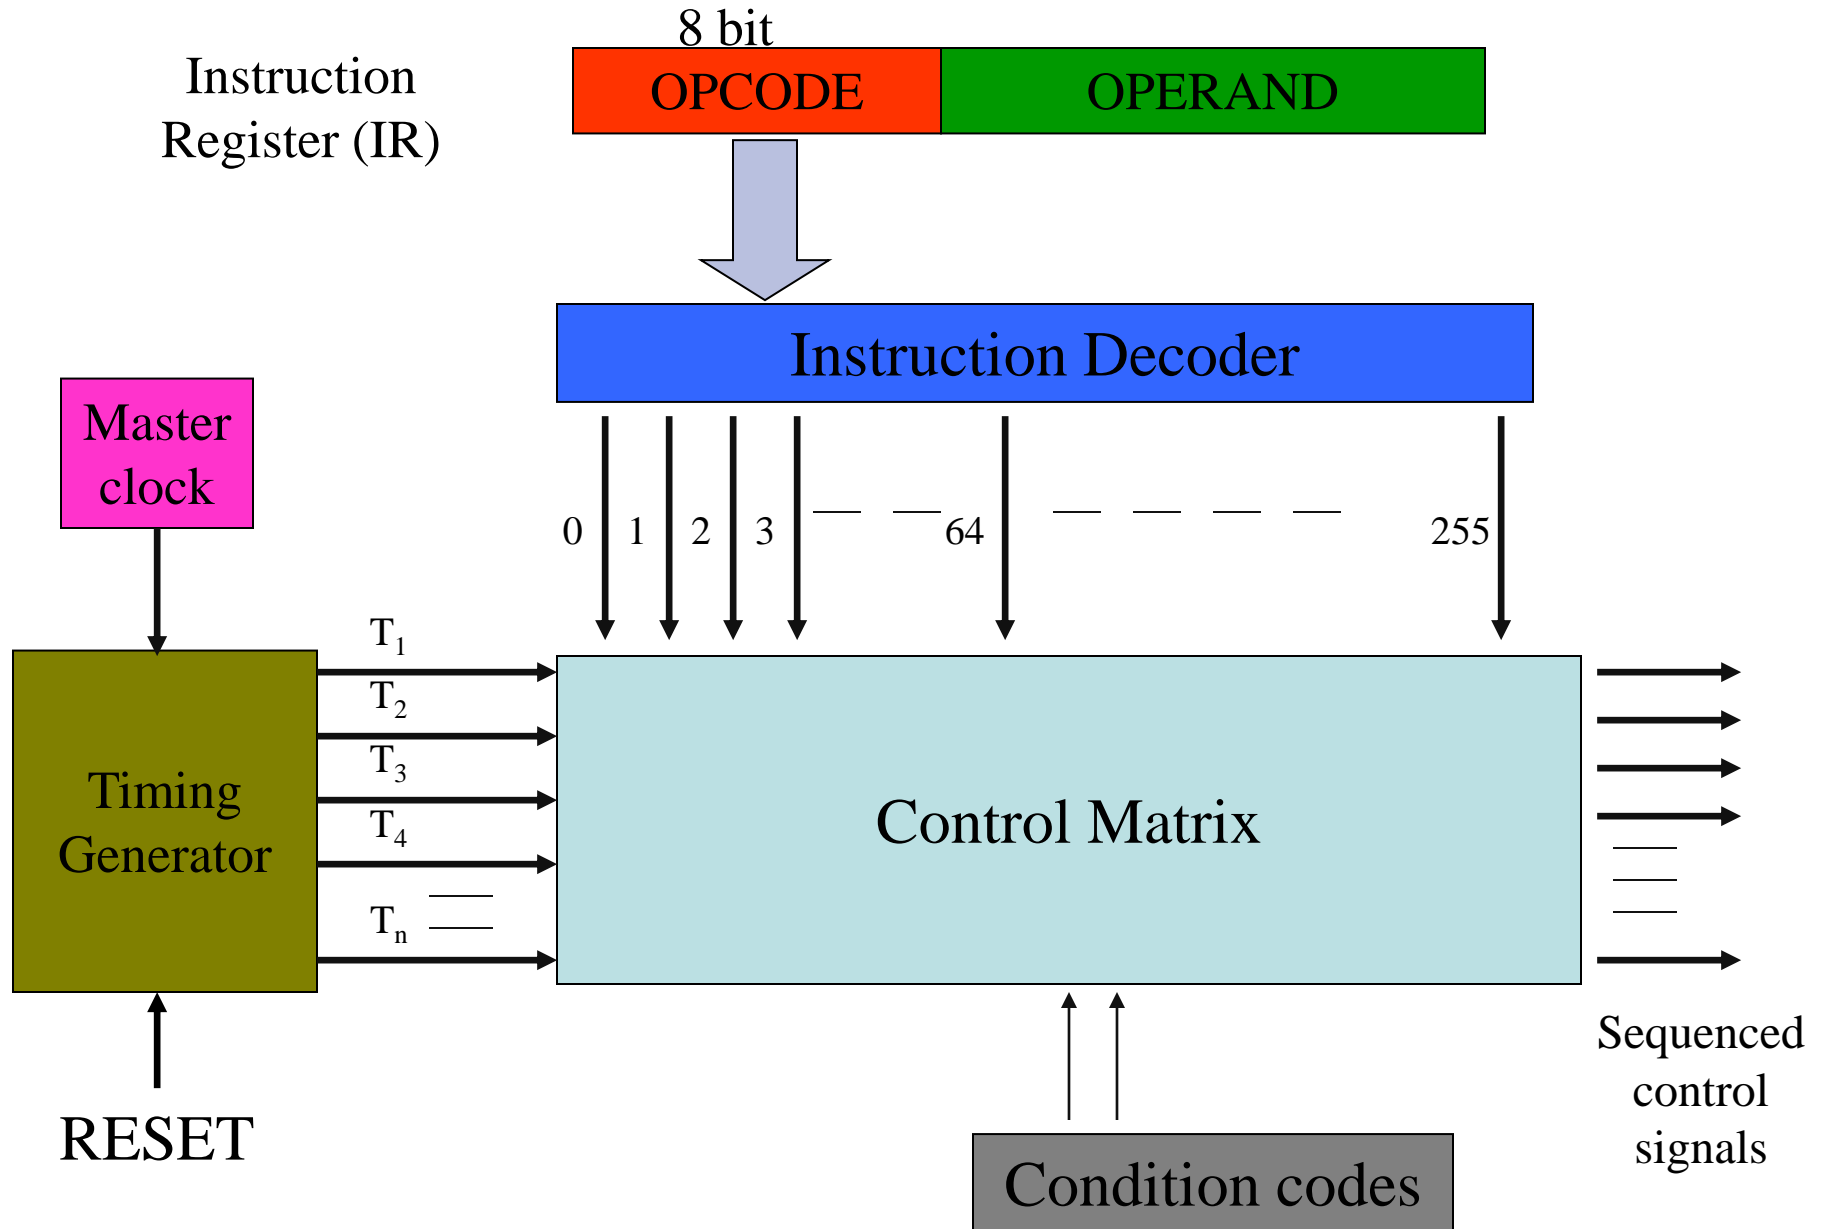 8 bit
Instruction
Register (IR)
OPCODE
OPERAND
Instruction Decoder
Master
clock
0 1 2 3 64 255
T1
T2
T3
T4
Tn
Timing
Generator
Control Matrix
RESET
Sequenced
control
signals
Condition codes